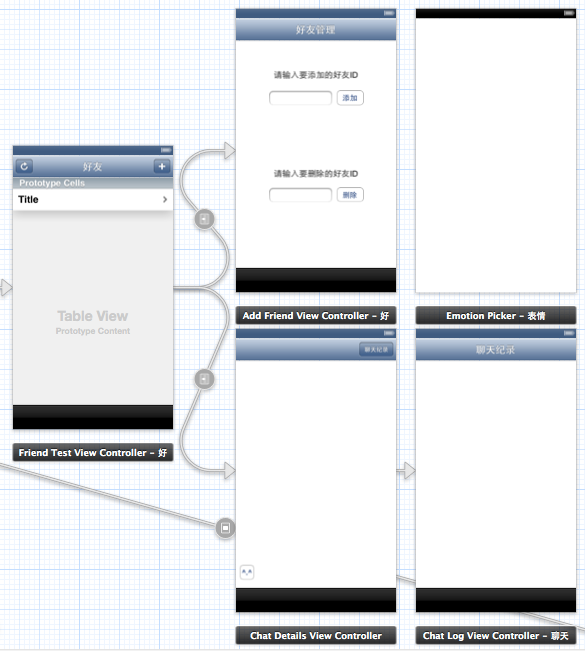 好友管理
请输入要添加的好友ID
添加
请输入要删除的好友ID
删除
好友
Prototype Cells
Title
Table View
Prototype Content
Add Friend View Controller – 好
Emotion Picker – 表情
聊天纪录
聊天纪录
Friend Test View Controller – 好
Chat Details View Controller
Chat Log View Controller – 聊天